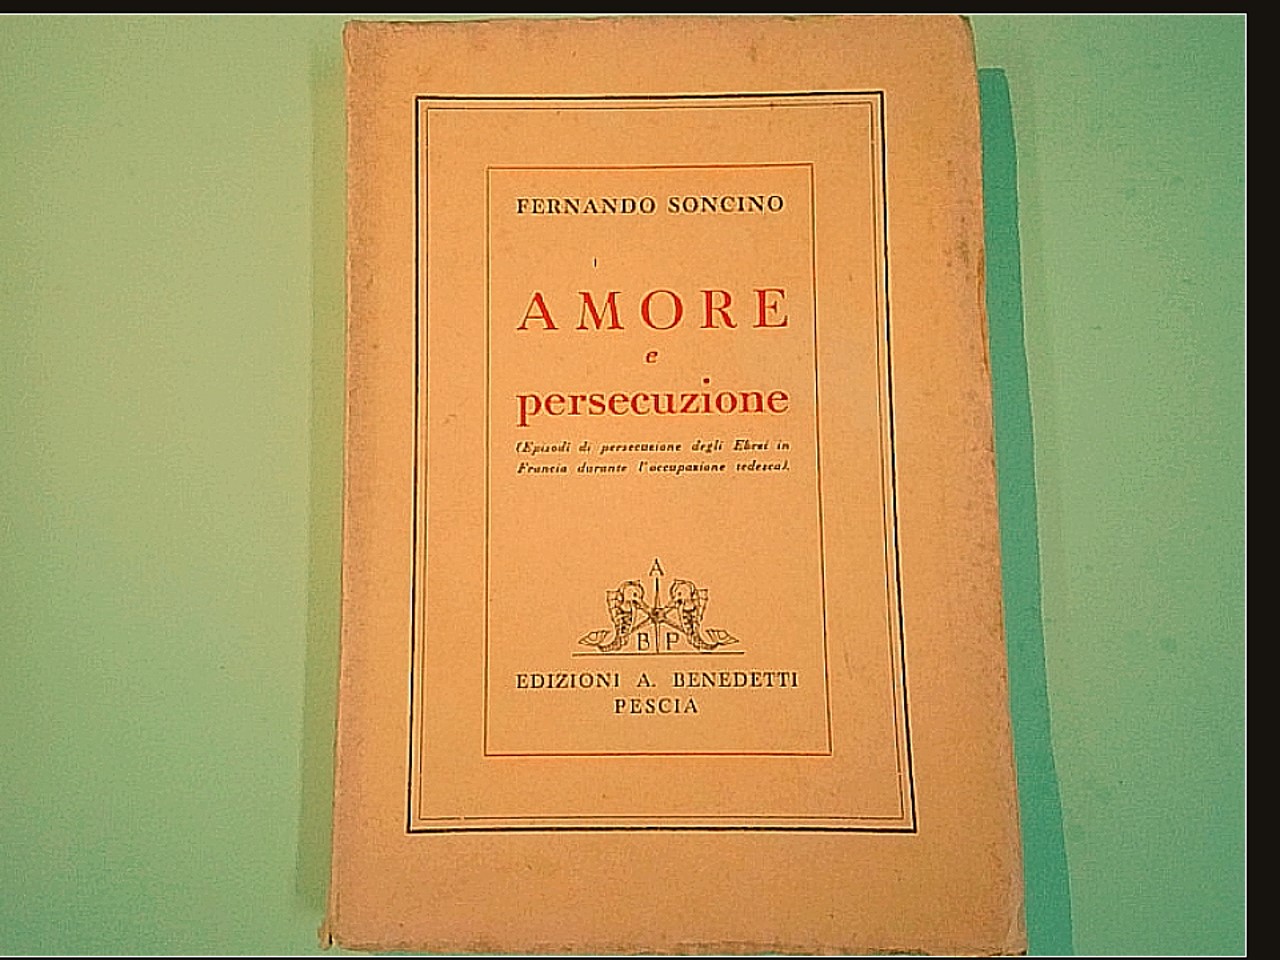 FERNANDO SONCINO
AMORE
e
persecuzione
(Episodi di persecuzione degli Ebrei in
Francia durante l'occupazione tedesca).
A
B P
EDIZIONI A. BENEDETTI
PESCIA